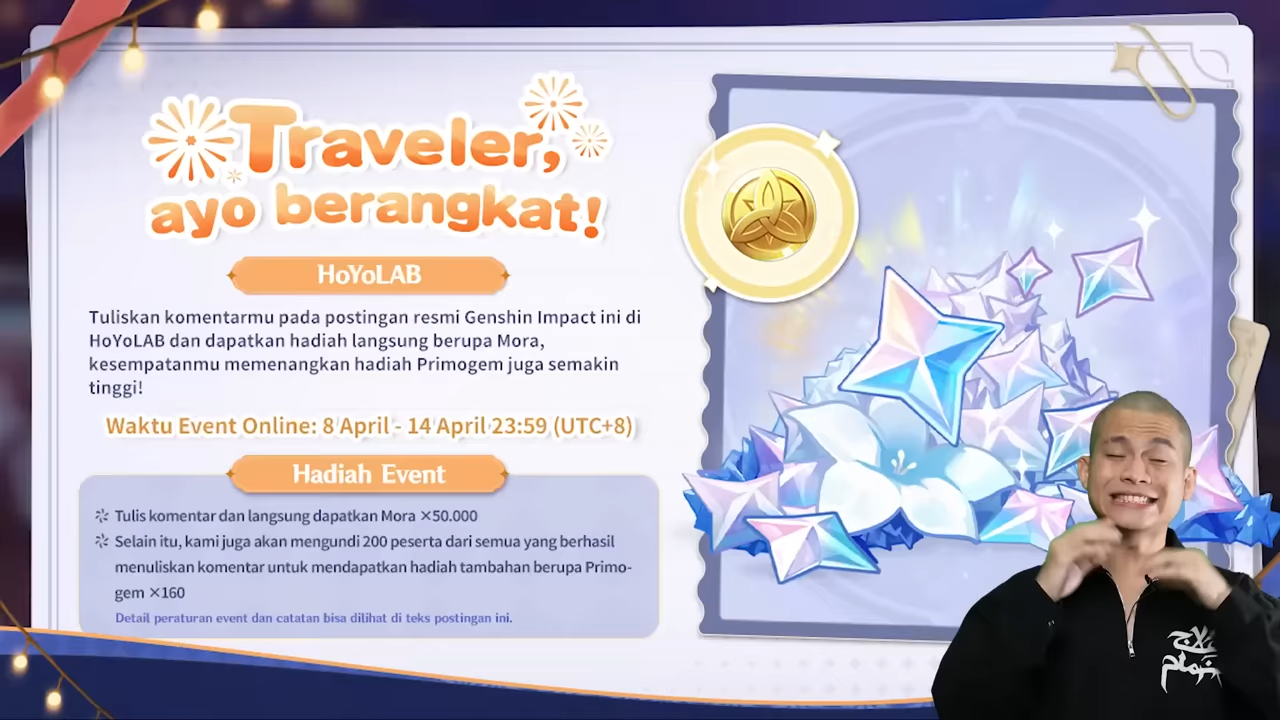 Traveler,
ayo berangkat!
HoYoLAB
Tuliskan komentarmu pada postingan resmi Genshin Impact ini di
HoYoLAB dan dapatkan hadiah langsung berupa Mora,
kesempatanmu memenangkan hadiah Primogem juga semakin
tinggi!
Waktu Event Online: 8 April - 14 April 23:59 (UTC+8)
Hadiah Event
Tulis komentar dan langsung dapatkan Mora ×50.000
Selain itu, kami juga akan mengundi 200 peserta dari semua yang berhasil
menuliskan komentar untuk mendapatkan hadiah tambahan berupa Primo-
gem ×160
Detail peraturan event dan catatan bisa dilihat di teks postingan ini.